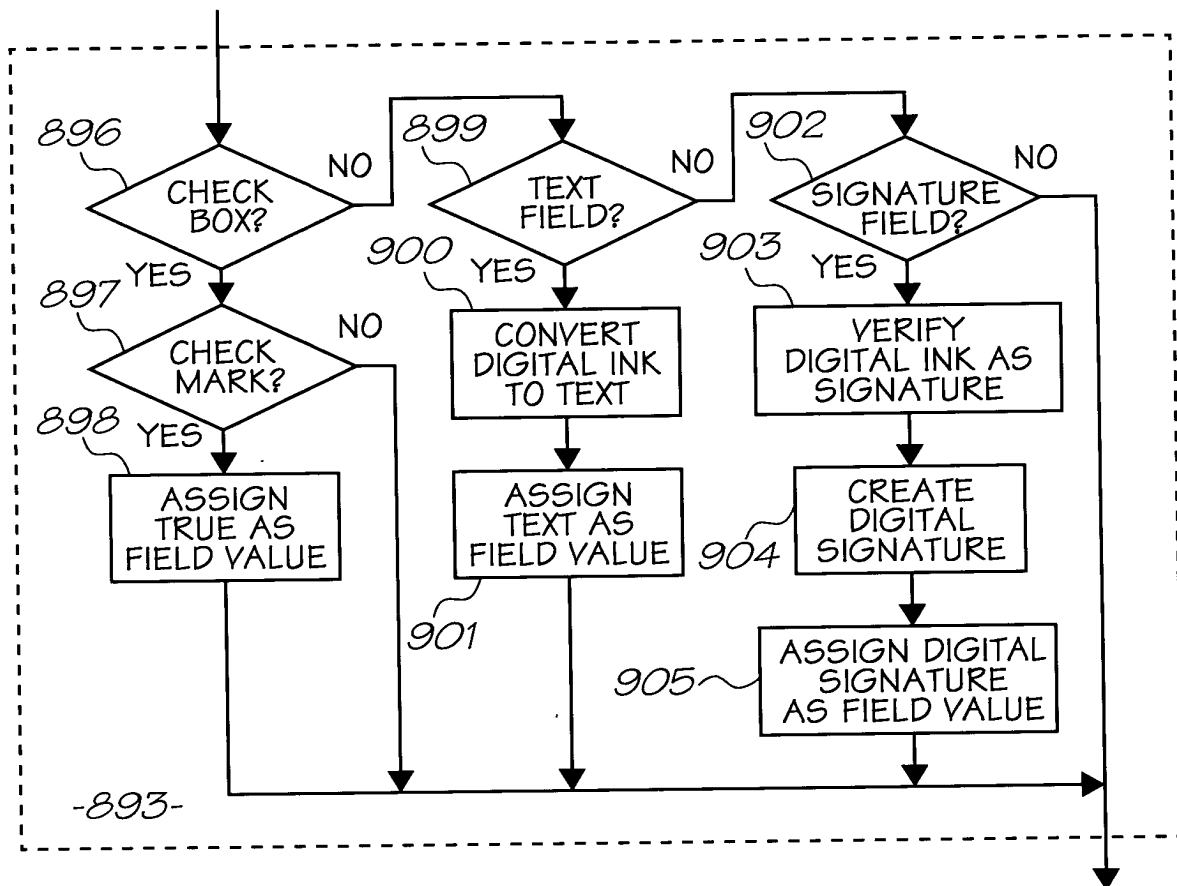 896
CHECK
BOX?
NO
YES
897
CHECK
MARK?
NO
YES
898
ASSIGN
TRUE AS
FIELD VALUE
899
TEXT
FIELD?
NO
YES
900
CONVERT
DIGITAL INK
TO TEXT
ASSIGN
TEXT AS
FIELD VALUE
901
902
SIGNATURE
FIELD?
NO
YES
903
VERIFY
DIGITAL INK AS
SIGNATURE
CREATE
DIGITAL
SIGNATURE
904
ASSIGN DIGITAL
SIGNATURE
AS FIELD VALUE
905
-893-